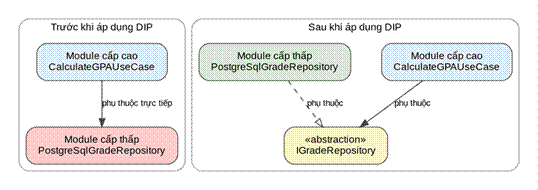 Trước khi áp dụng DIP
Module cấp cao
CalculateGPAUseCase
phụ thuộc trực tiếp
Module cấp thấp
PostgreSqlGradeRepository
Sau khi áp dụng DIP
Module cấp thấp
PostgreSqlGradeRepository
Module cấp cao
CalculateGPAUseCase
phụ thuộc
phụ thuộc
«abstraction»
IGradeRepository